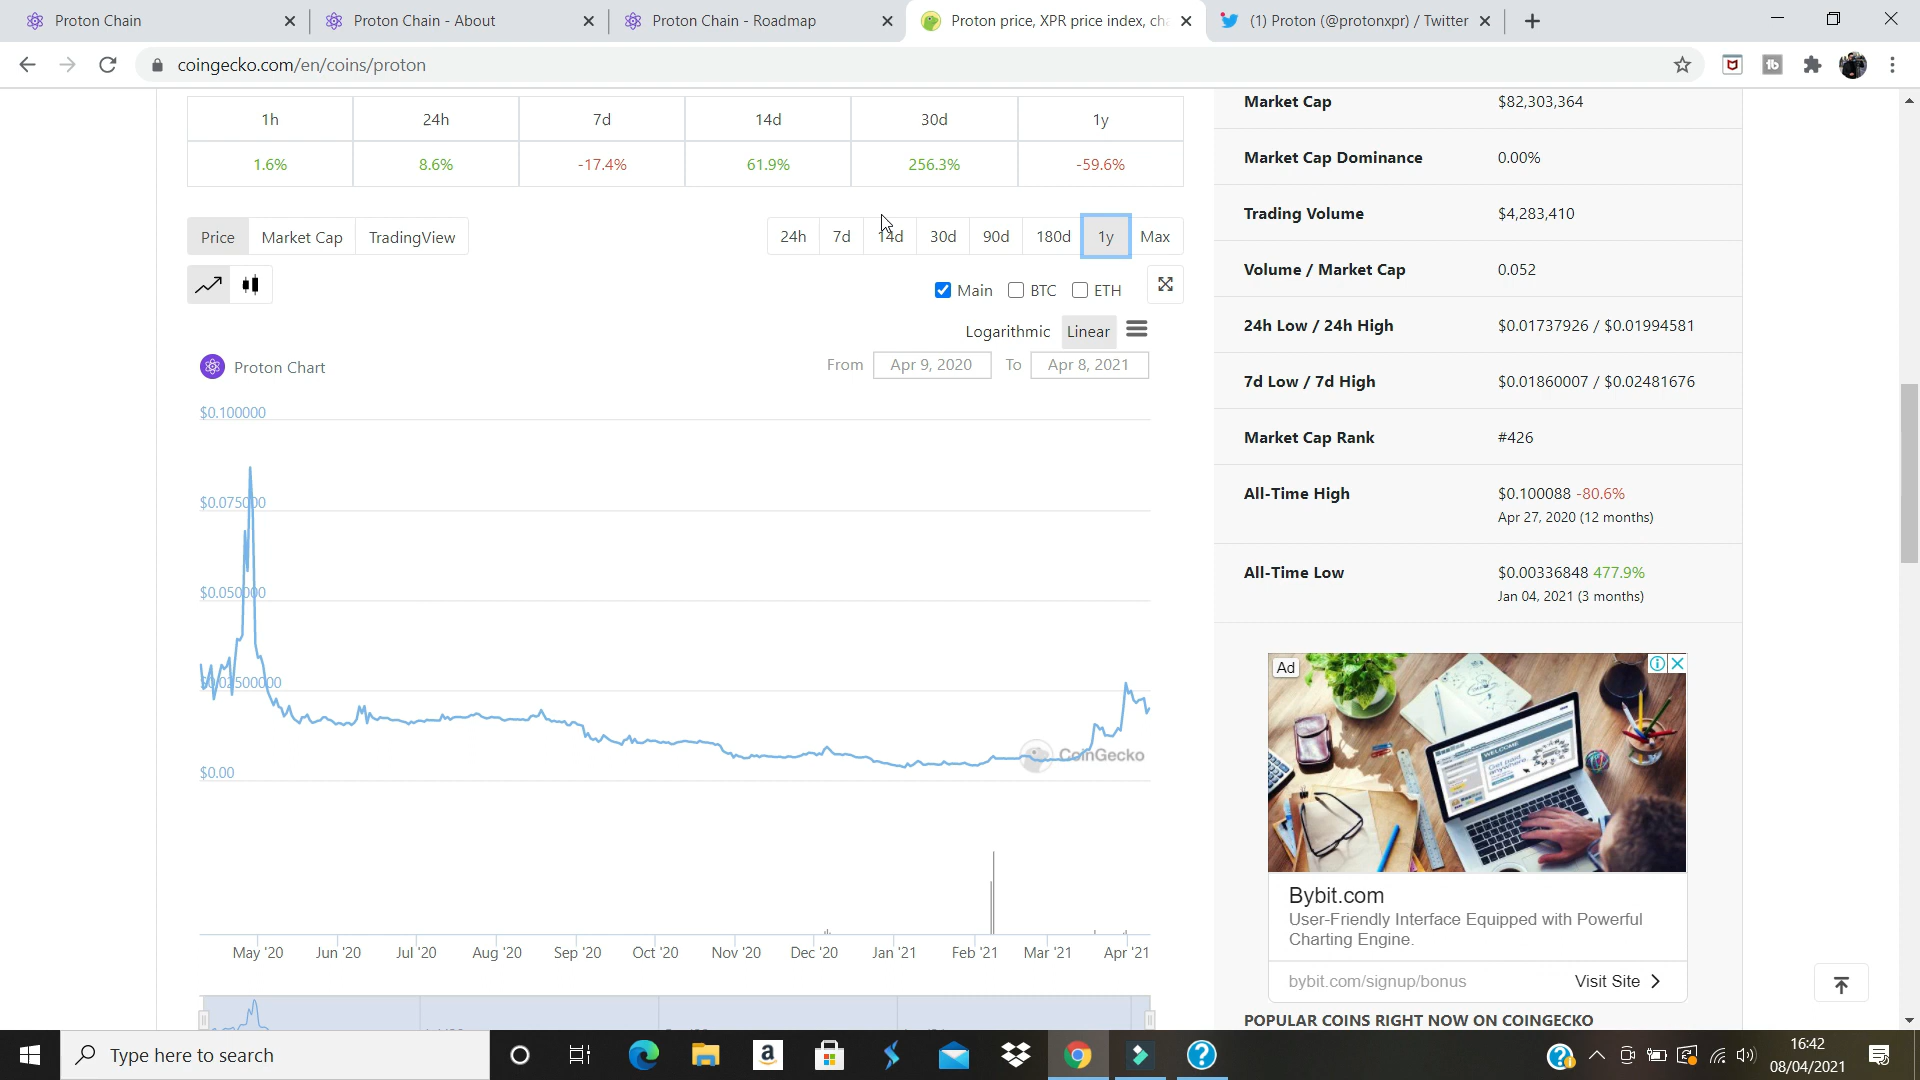 Proton Chain
Proton Chain - About
Proton Chain - Roadmap
Proton price, XPR price index, ch
(1) Proton (@protonxpr) / Twitter
coingecko.com/en/coins/proton
1h 24h 7d 14d 30d 1y
1.6% 8.6% -17.4% 61.9% 256.3% -59.6%
Price Market Cap TradingView
24h 7d 14d 30d 90d 180d 1y Max
Main BTC ETH
Logarithmic Linear
Proton Chart
From Apr 9, 2020 To Apr 8, 2021
$0.100000
$0.075000
$0.050000
$0.02500000
$0.00
CoinGecko
May '20 Jun '20 Jul '20 Aug '20 Sep '20 Oct '20 Nov '20 Dec '20 Jan '21 Feb '21 Mar '21 Apr '21
Market Cap $82,303,364
Market Cap Dominance 0.00%
Trading Volume $4,283,410
Volume / Market Cap 0.052
24h Low / 24h High $0.01737926 / $0.01994581
7d Low / 7d High $0.01860007 / $0.02481676
Market Cap Rank #426
All-Time High $0.100088 -80.6%
Apr 27, 2020 (12 months)
All-Time Low $0.00336848 477.9%
Jan 04, 2021 (3 months)
Ad
WELCOME
Bybit.com
User-Friendly Interface Equipped with Powerful
Charting Engine.
bybit.com/signup/bonus Visit Site
POPULAR COINS RIGHT NOW ON COINGECKO
Type here to search
16:42
08/04/2021